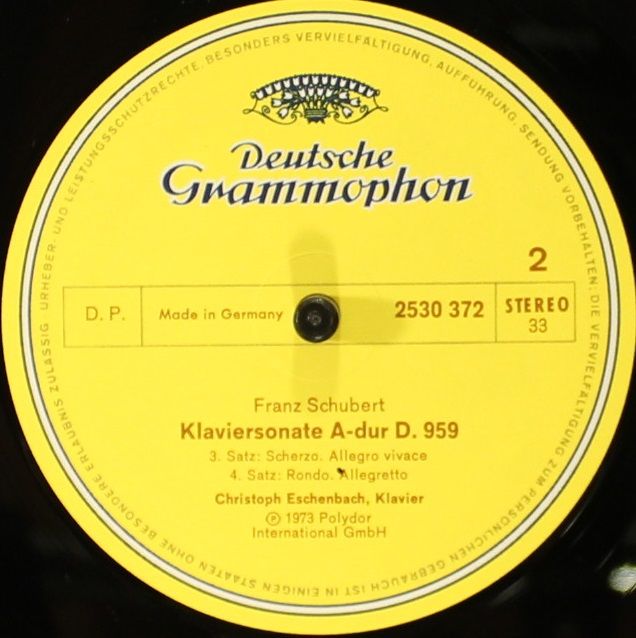 URHEBER- UND LEISTUNGSSCHUTZRECHTE, BESONDERS VERVIELFÄLTIGUNG, AUFFÜHRUNG, SENDUNG VORBEHALTEN. DIE VERVIELFÄLTIGUNG ZUM PERSÖNLICHEN GEBRAUCH IST IN EINIGEN STAATEN OHNE BESONDERE ERLAUBNIS ZULÄSSIG
Deutsche
Grammophon
2
D. P.
Made in Germany
2530 372
STEREO
33
Franz Schubert
Klaviersonate A-dur D. 959
3. Satz: Scherzo. Allegro vivace
4. Satz: Rondo. Allegretto
Christoph Eschenbach, Klavier
Ⓟ 1973 Polydor
International GmbH